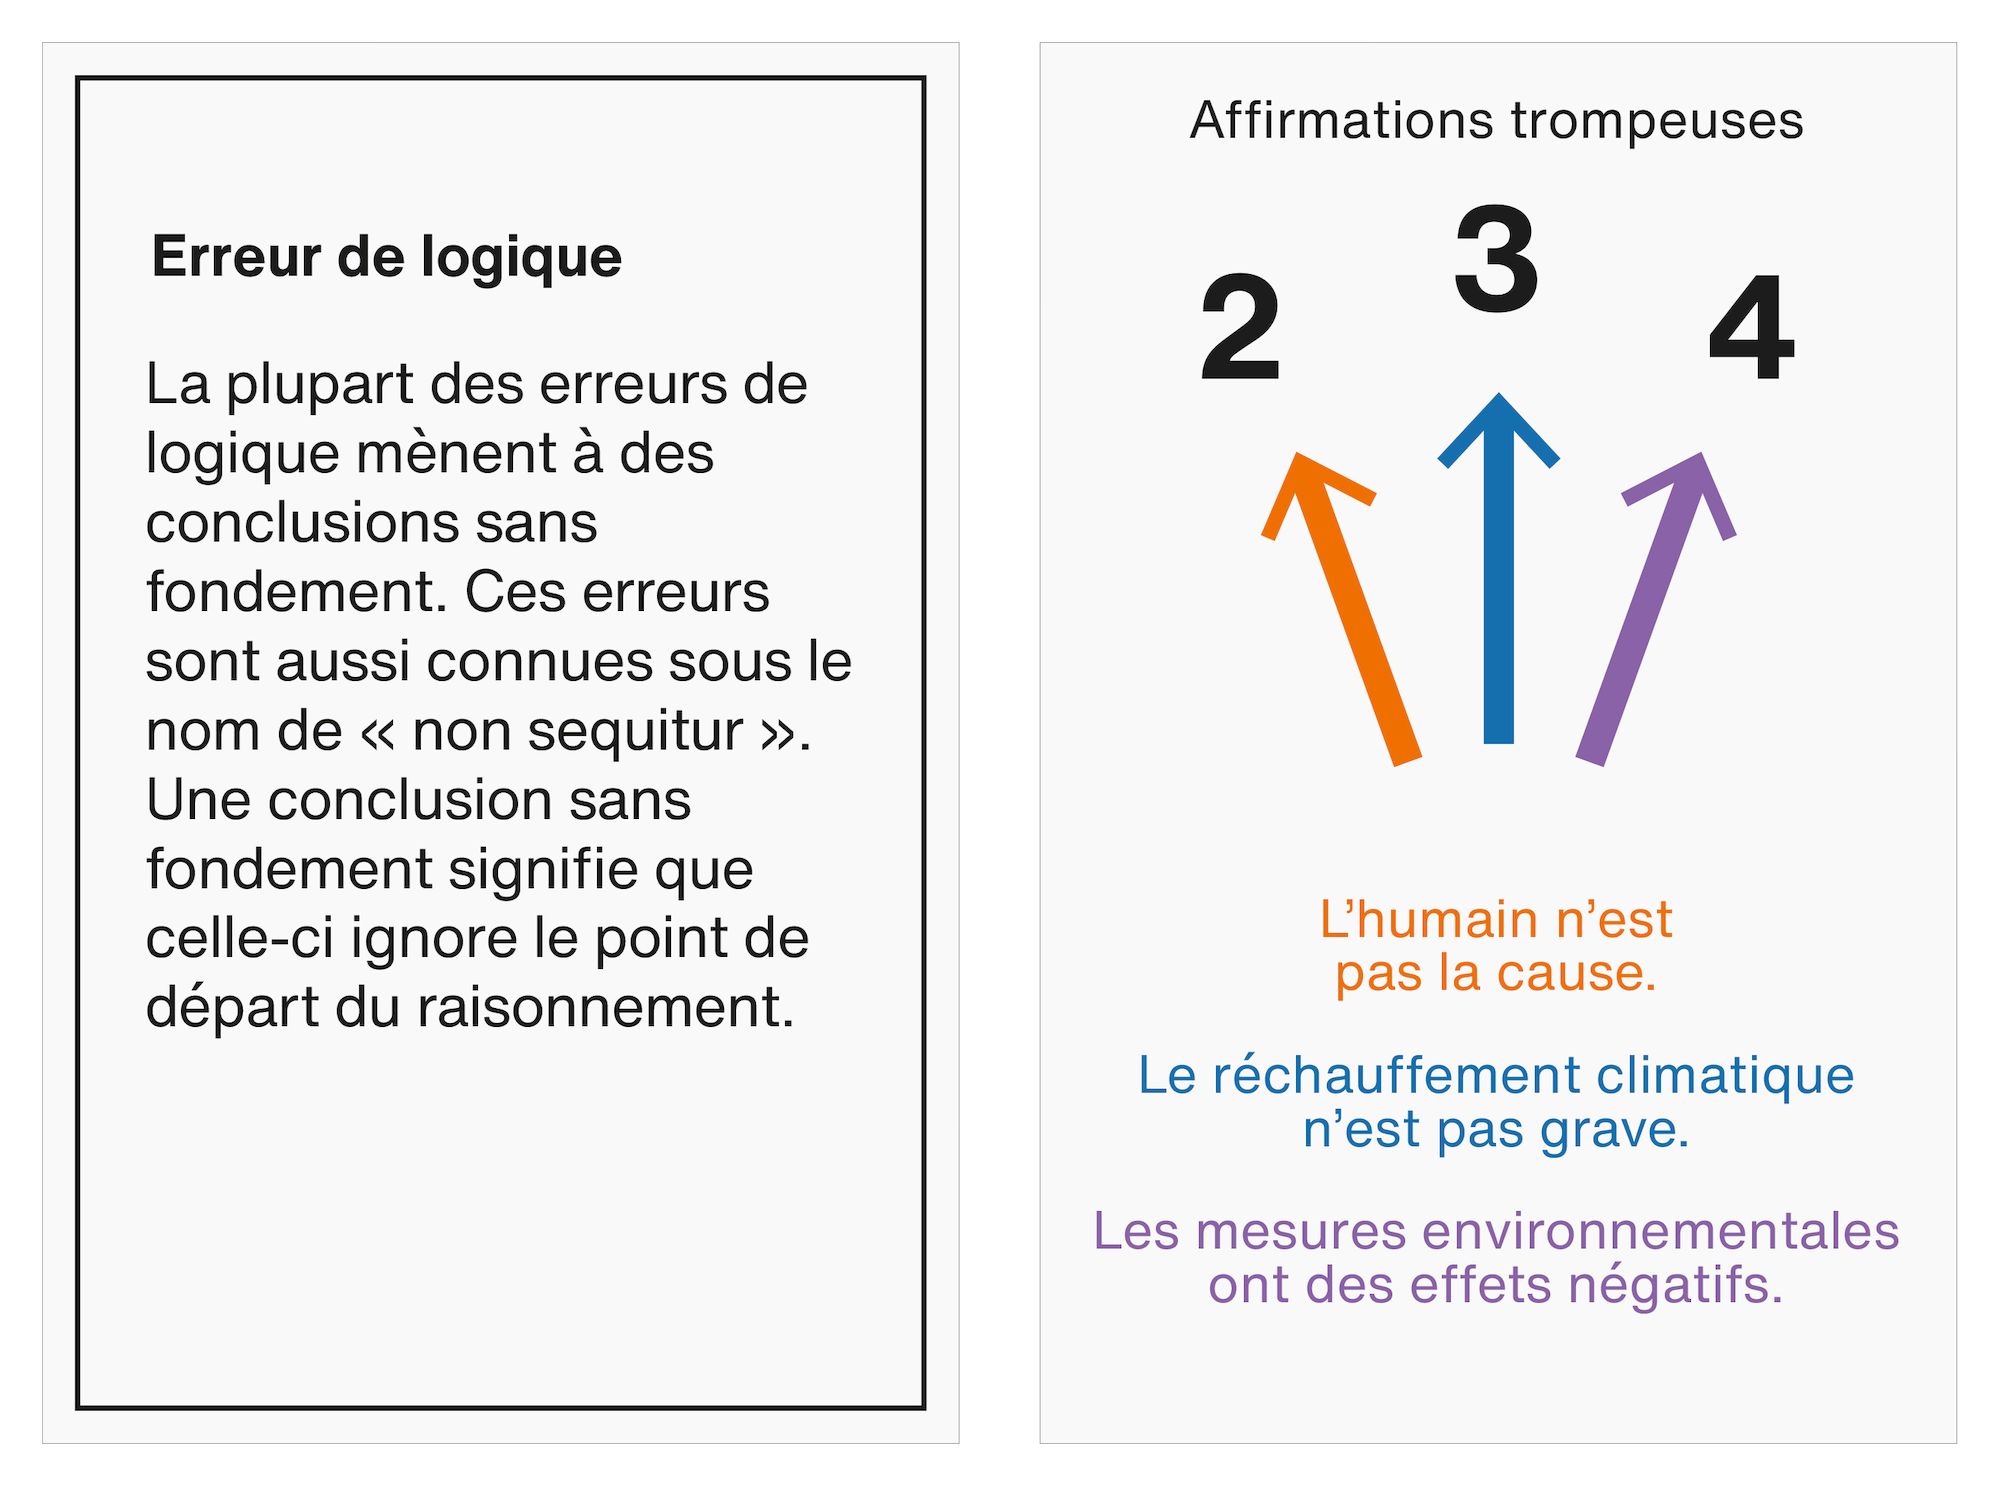 Erreur de logique
La plupart des erreurs de
logique mènent à des
conclusions sans
fondement. Ces erreurs
sont aussi connues sous le
nom de « non sequitur ».
Une conclusion sans
fondement signifie que
celle-ci ignore le point de
départ du raisonnement.
Affirmations trompeuses
2 3 4
L’humain n’est
pas la cause.
Le réchauffement climatique
n’est pas grave.
Les mesures environnementales
ont des effets négatifs.